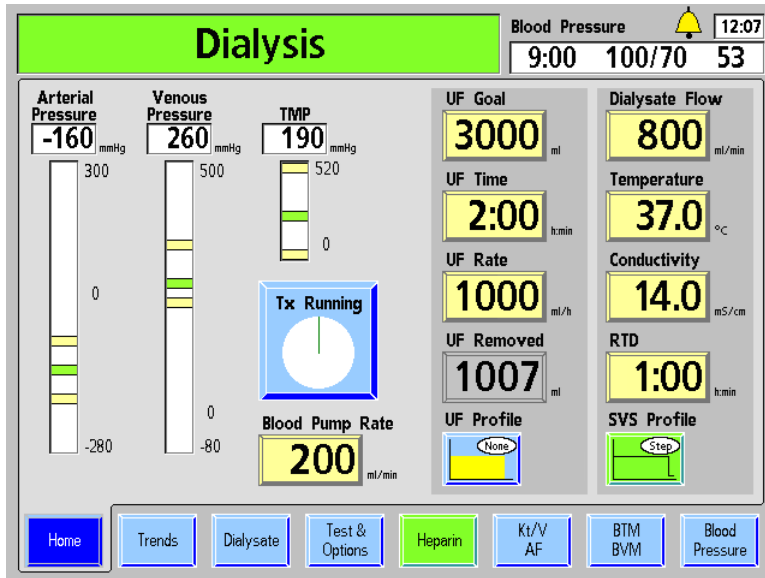 Dialysis
Blood Pressure 12:07
9:00 100/70 53
Arterial Pressure
-160 mmHg
300
0
-280
Venous Pressure
260 mmHg
500
0
-80
TMP
190 mmHg
520
0
Tx Running
Blood Pump Rate
200 ml/min
UF Goal
3000 ml
UF Time
2:00 h:min
UF Rate
1000 ml/h
UF Removed
1007 ml
UF Profile
None
Dialysate Flow
800 ml/min
Temperature
37.0 °C
Conductivity
14.0 mS/cm
RTD
1:00 h:min
SVS Profile
Step
Home
Trends
Dialysate
Test &
Options
Heparin
Kt/V
AF
BTM
BVM
Blood
Pressure